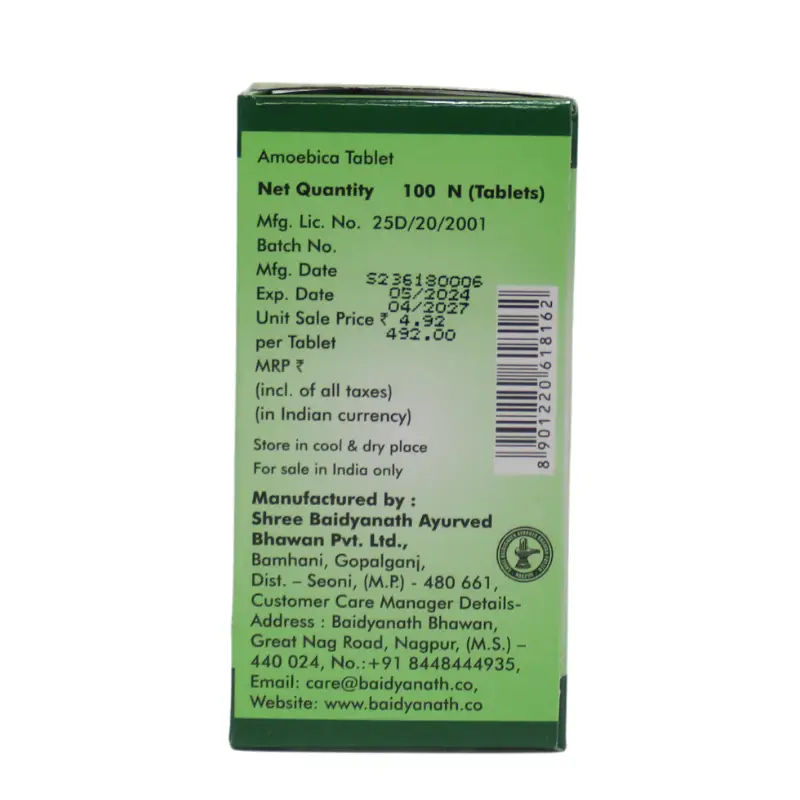 Amoebica Tablet
Net Quantity 100 N (Tablets)
Mfg. Lic. No. 25D/20/2001
Batch No.
Mfg. Date
S236180006
Exp. Date
05/2024
04/2027
Unit Sale Price ₹ 4.92
per Tablet
492.00
MRP ₹
(incl. of all taxes)
(in Indian currency)
Store in cool & dry place
For sale in India only
8 901220 618162
Manufactured by :
Shree Baidyanath Ayurved
Bhawan Pvt. Ltd.,
Bamhani, Gopalganj,
Dist. – Seoni, (M.P.) - 480 661,
Customer Care Manager Details-
Address : Baidyanath Bhawan,
Great Nag Road, Nagpur, (M.S.) –
440 024, No.:+91 8448444935,
Email: care@baidyanath.co,
Website: www.baidyanath.co